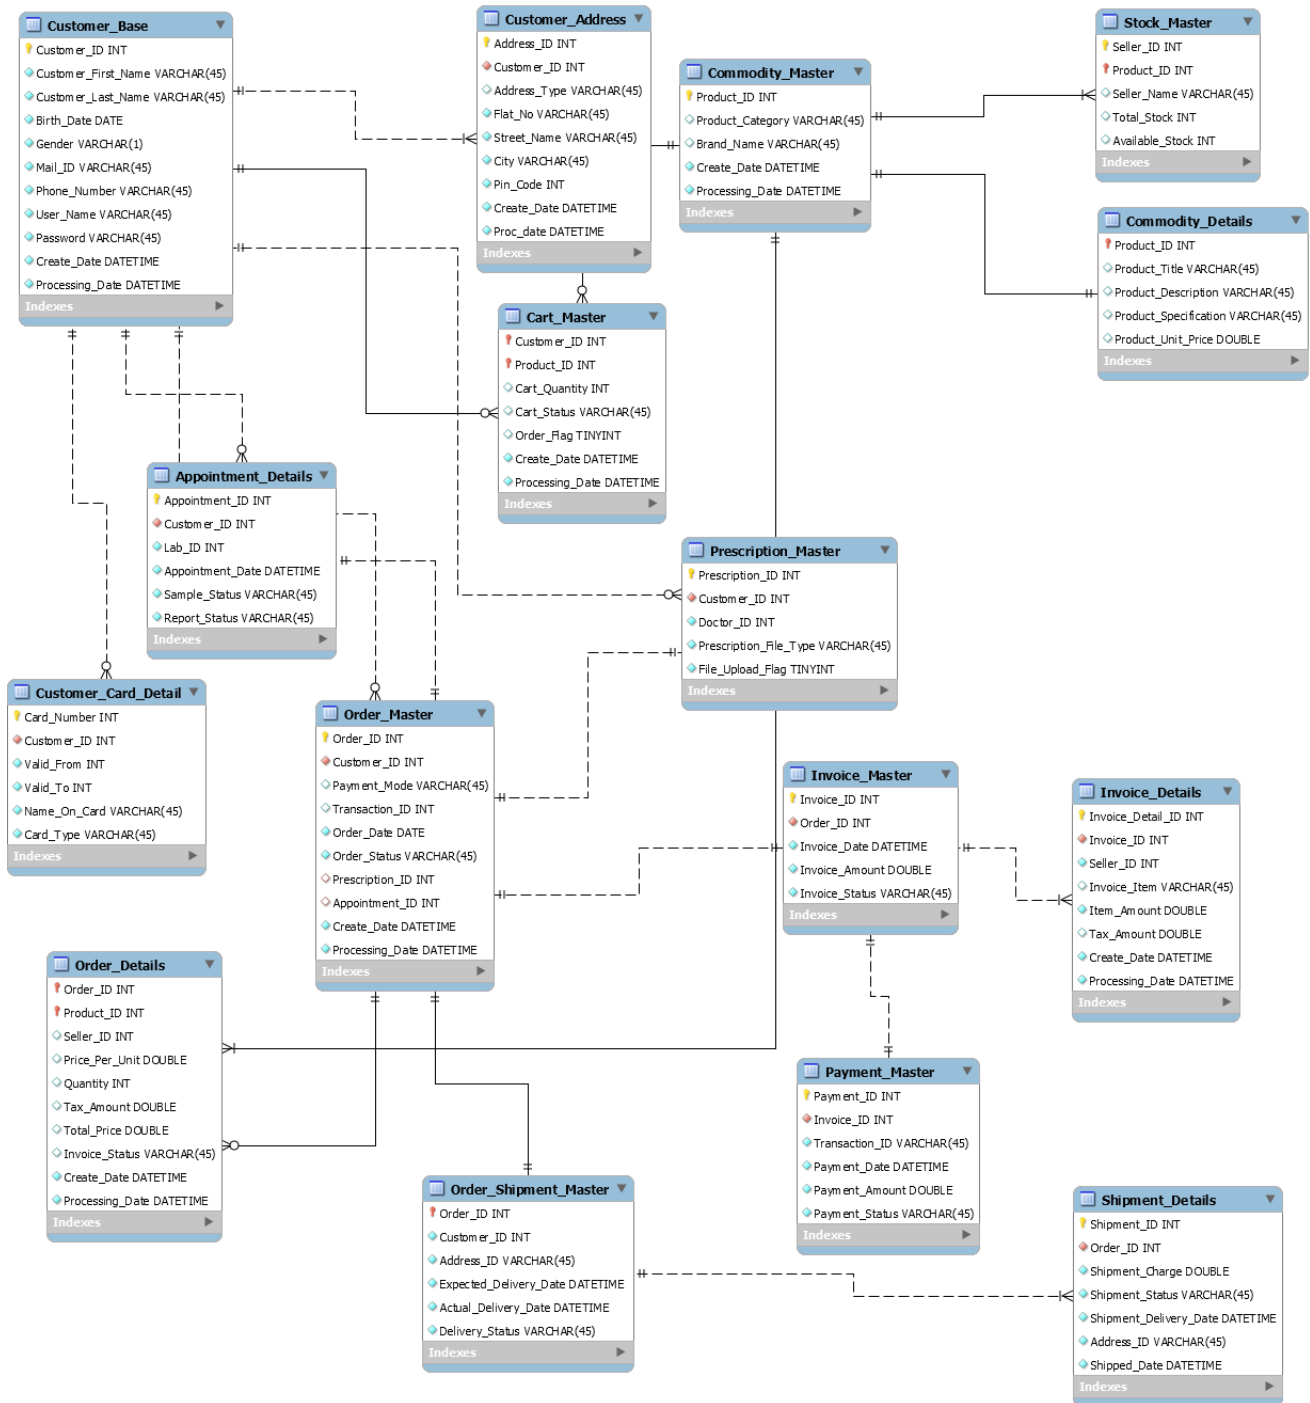 Customer_Base
Customer_ID INT
Customer_First_Name VARCHAR(45)
Customer_Last_Name VARCHAR(45)
Birth_Date DATE
Gender VARCHAR(1)
Mail_ID VARCHAR(45)
Phone_Number VARCHAR(45)
User_Name VARCHAR(45)
Password VARCHAR(45)
Create_Date DATETIME
Processing_Date DATETIME
Indexes
Customer_Address
Address_ID INT
Customer_ID INT
Address_Type VARCHAR(45)
Flat_No VARCHAR(45)
Street_Name VARCHAR(45)
City VARCHAR(45)
Pin_Code INT
Create_Date DATETIME
Proc_date DATETIME
Indexes
Commodity_Master
Product_ID INT
Product_Category VARCHAR(45)
Brand_Name VARCHAR(45)
Create_Date DATETIME
Processing_Date DATETIME
Indexes
Stock_Master
Seller_ID INT
Product_ID INT
Seller_Name VARCHAR(45)
Total_Stock INT
Available_Stock INT
Indexes
Commodity_Details
Product_ID INT
Product_Title VARCHAR(45)
Product_Description VARCHAR(45)
Product_Specification VARCHAR(45)
Product_Unit_Price DOUBLE
Indexes
Cart_Master
Customer_ID INT
Product_ID INT
Cart_Quantity INT
Cart_Status VARCHAR(45)
Order_Flag TINYINT
Create_Date DATETIME
Processing_Date DATETIME
Indexes
Appointment_Details
Appointment_ID INT
Customer_ID INT
Lab_ID INT
Appointment_Date DATETIME
Sample_Status VARCHAR(45)
Report_Status VARCHAR(45)
Indexes
Prescription_Master
Prescription_ID INT
Customer_ID INT
Doctor_ID INT
Prescription_File_Type VARCHAR(45)
File_Upload_Flag TINYINT
Indexes
Customer_Card_Detail
Card_Number INT
Customer_ID INT
Valid_From INT
Valid_To INT
Name_On_Card VARCHAR(45)
Card_Type VARCHAR(45)
Indexes
Order_Master
Order_ID INT
Customer_ID INT
Payment_Mode VARCHAR(45)
Transaction_ID INT
Order_Date DATE
Order_Status VARCHAR(45)
Prescription_ID INT
Appointment_ID INT
Create_Date DATETIME
Processing_Date DATETIME
Indexes
Invoice_Master
Invoice_ID INT
Order_ID INT
Invoice_Date DATETIME
Invoice_Amount DOUBLE
Invoice_Status VARCHAR(45)
Indexes
Invoice_Details
Invoice_Detail_ID INT
Invoice_ID INT
Seller_ID INT
Invoice_Item VARCHAR(45)
Item_Amount DOUBLE
Tax_Amount DOUBLE
Create_Date DATETIME
Processing_Date DATETIME
Indexes
Order_Details
Order_ID INT
Product_ID INT
Seller_ID INT
Price_Per_Unit DOUBLE
Quantity INT
Tax_Amount DOUBLE
Total_Price DOUBLE
Invoice_Status VARCHAR(45)
Create_Date DATETIME
Processing_Date DATETIME
Indexes
Payment_Master
Payment_ID INT
Invoice_ID INT
Transaction_ID VARCHAR(45)
Payment_Date DATETIME
Payment_Amount DOUBLE
Payment_Status VARCHAR(45)
Indexes
Order_Shipment_Master
Order_ID INT
Customer_ID INT
Address_ID VARCHAR(45)
Expected_Delivery_Date DATETIME
Actual_Delivery_Date DATETIME
Delivery_Status VARCHAR(45)
Indexes
Shipment_Details
Shipment_ID INT
Order_ID INT
Shipment_Charge DOUBLE
Shipment_Status VARCHAR(45)
Shipment_Delivery_Date DATETIME
Address_ID VARCHAR(45)
Shipped_Date DATETIME
Indexes